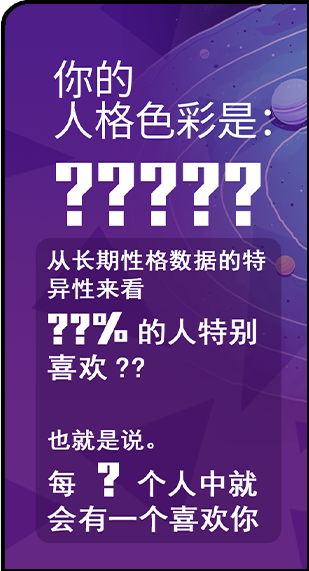 你的
人格色彩是：
?????
从长期性格数据的特
异性来看
??% 的人特别
喜欢 ??
也就是说。
每 ? 个人中就
会有一个喜欢你